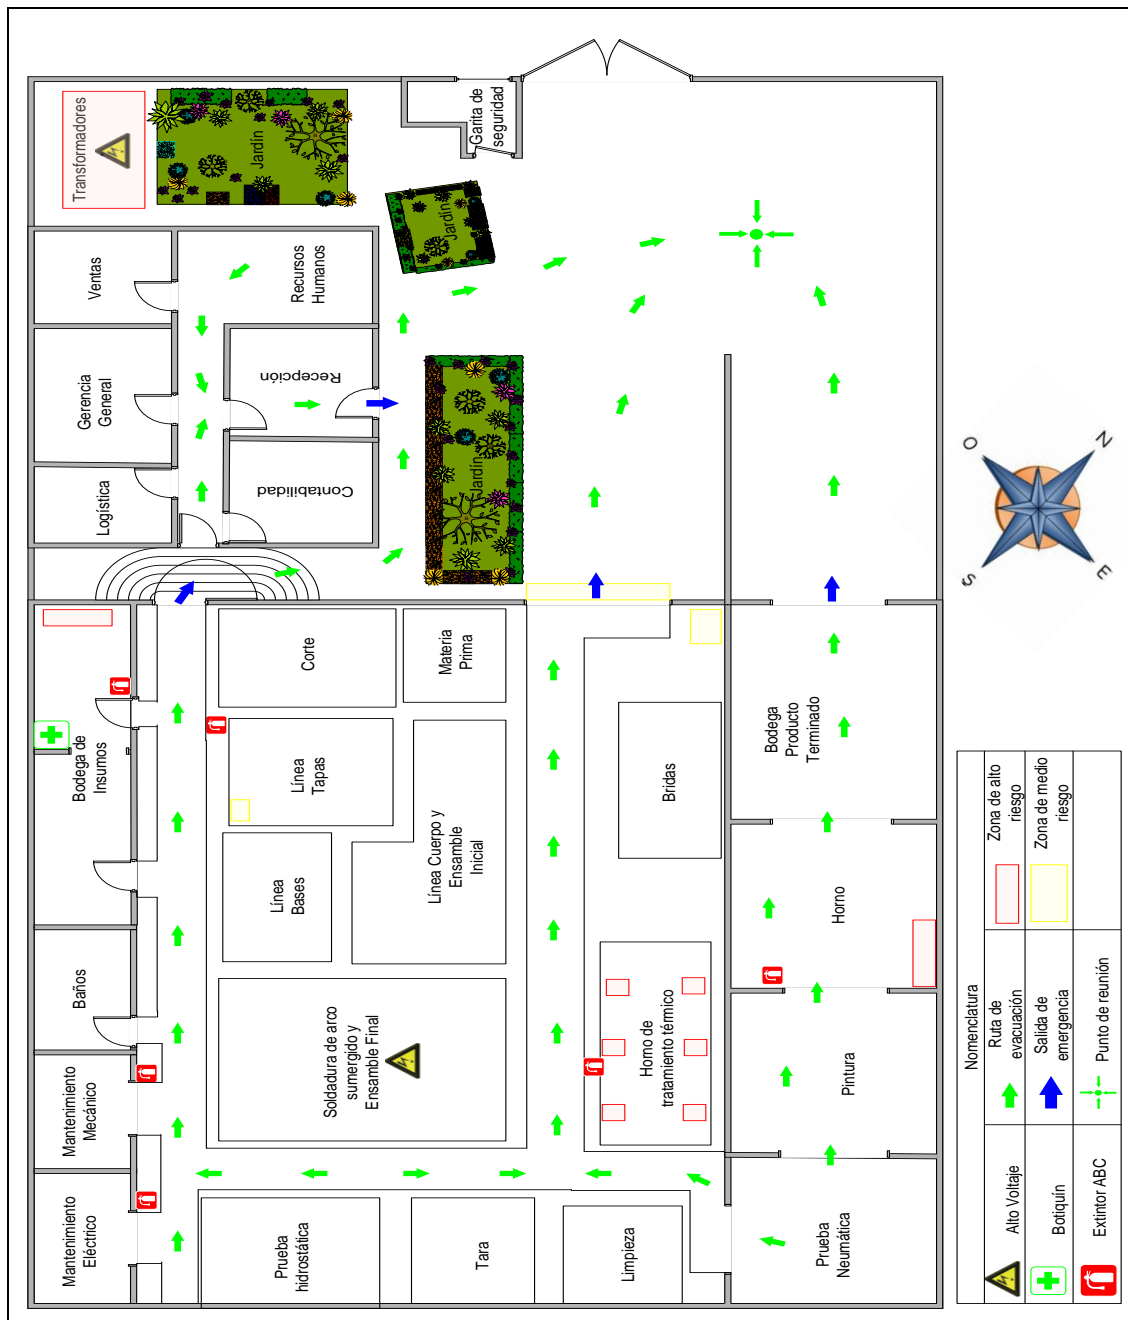 Transformadores
Jardín
Garita de
seguridad
Jardín
Ventas
Recursos
Humanos
Gerencia
General
Recepción
Logística
Contabilidad
Jardín
O
N
S
E
Corte
Materia
Prima
Bodega de
Insumos
Línea
Tapas
Línea Cuerpo y
Ensamble
Inicial
Bridas
Bodega
Producto
Terminado
Línea
Bases
Horno
Baños
Soldadura de arco
sumergido y
Ensamble Final
Horno de
tratamiento térmico
Mantenimiento
Mecánico
Pintura
Mantenimiento
Eléctrico
Prueba
hidrostática
Tara
Limpieza
Prueba
Neumática
Nomenclatura
Alto Voltaje
Ruta de
evacuación
Zona de alto
riesgo
Botiquín
Salida de
emergencia
Zona de medio
riesgo
Extintor ABC
Punto de reunión